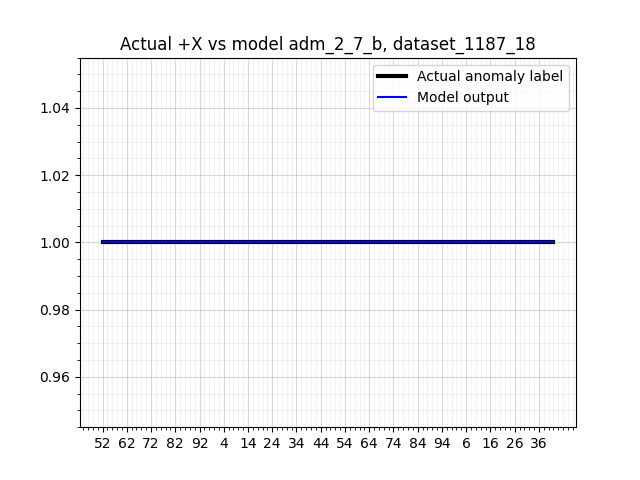 Actual +X vs model adm_2_7_b, dataset_1187_18
Actual anomaly label
Model output
1.04
1.02
1.00
0.98
0.96
52 62 72 82 92 4 14 24 34 44 54 64 74 84 94 6 16 26 36